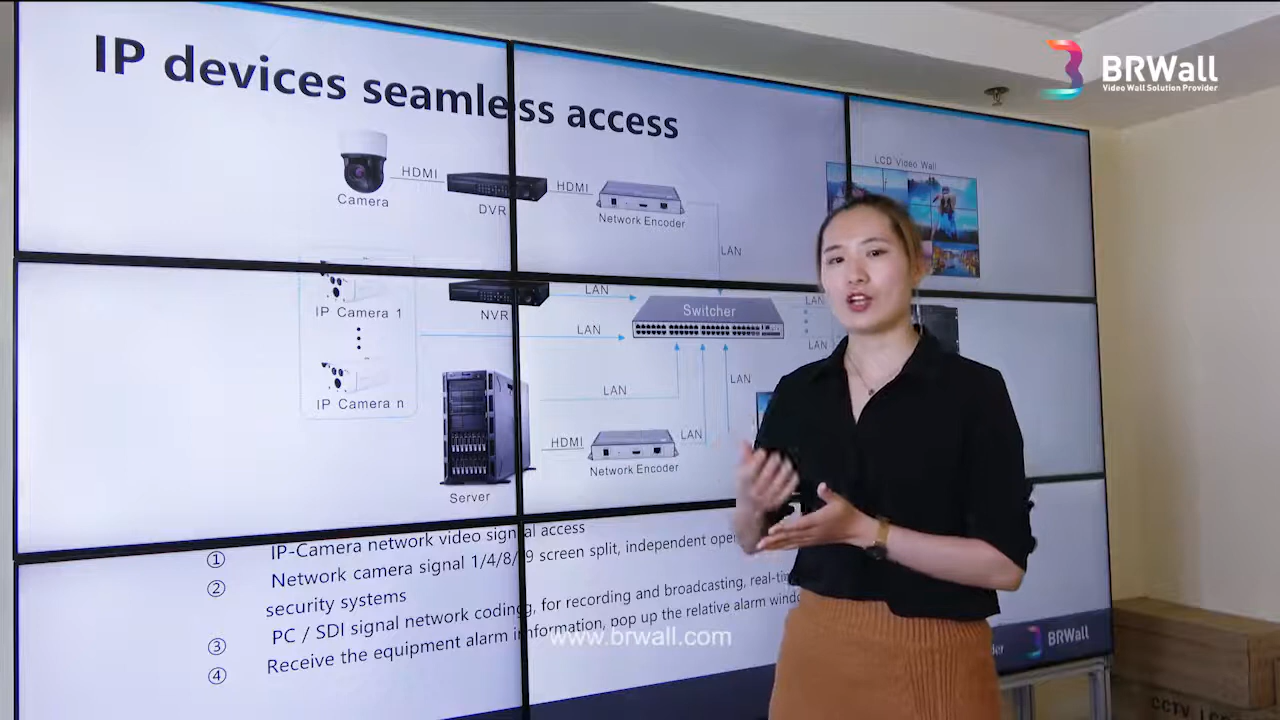 IP devices seamless access
BRWall
Video Wall Solution Provider
LCD Video Wall
HDMI
HDMI
Camera
DVR
Network Encoder
LAN
IP Camera 1
NVR
LAN
Switcher
LAN
LAN
LAN
IP Camera n
LAN
LAN
HDMI
LAN
Server
Network Encoder
① IP-Camera network video signal access
② Network camera signal 1/4/8/9 screen split, independent
security systems
③ PC / SDI signal network coding, for recording and broadcasting,
④ Receive the equipment alarm information, pop up the relative alarm
www.brwall.com
BRWall
CCTV